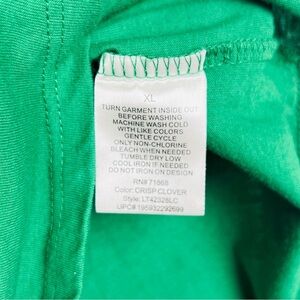 XL
TURN GARMENT INSIDE OUT
BEFORE WASHING
MACHINE WASH COLD
WITH LIKE COLORS
GENTLE CYCLE
ONLY NON-CHLORINE
BLEACH WHEN NEEDED
TUMBLE DRY LOW
COOL IRON IF NEEDED
DO NOT IRON ON DESIGN
RN# 71868
Color: CRISP CLOVER
Style: LT42328LC
UPC# 195932292699